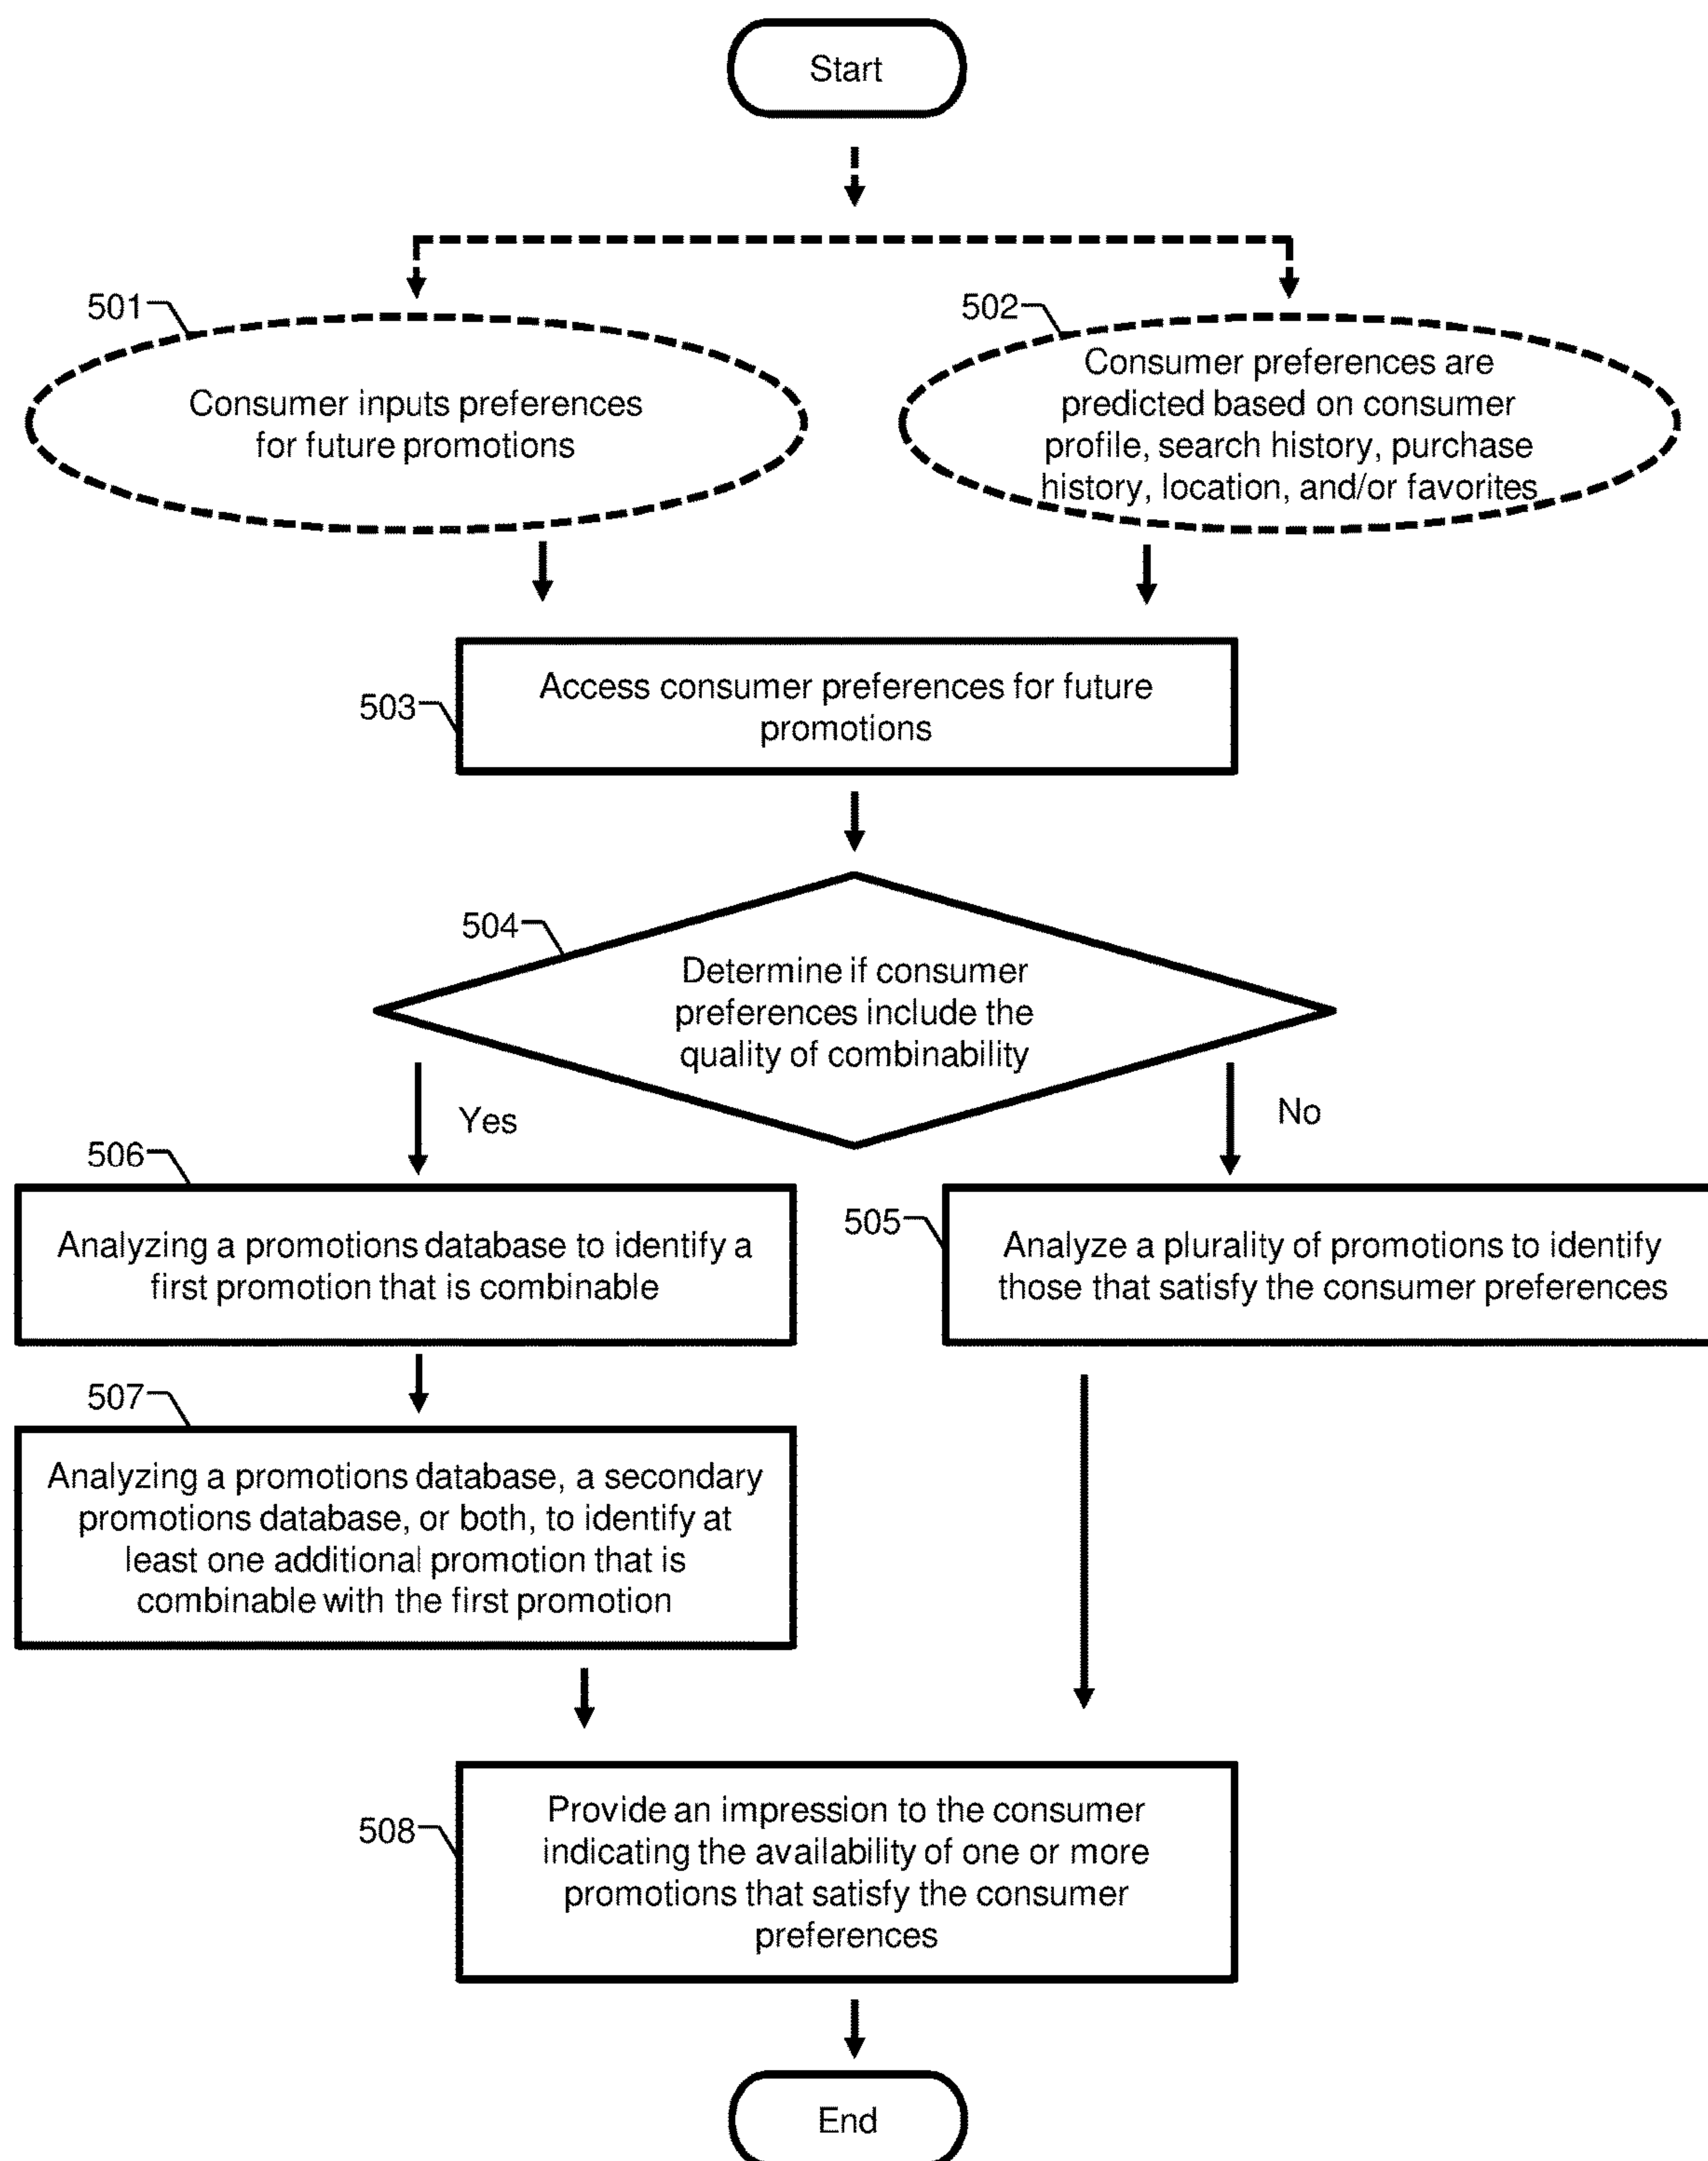 Start
501
Consumer inputs preferences
for future promotions
502
Consumer preferences are
predicted based on consumer
profile, search history, purchase
history, location, and/or favorites
503
Access consumer preferences for future
promotions
504
Determine if consumer
preferences include the
quality of combinability
Yes
No
506
Analyzing a promotions database to identify a
first promotion that is combinable
505
Analyze a plurality of promotions to identify
those that satisfy the consumer preferences
507
Analyzing a promotions database, a secondary
promotions database, or both, to identify at
least one additional promotion that is
combinable with the first promotion
508
Provide an impression to the consumer
indicating the availability of one or more
promotions that satisfy the consumer
preferences
End